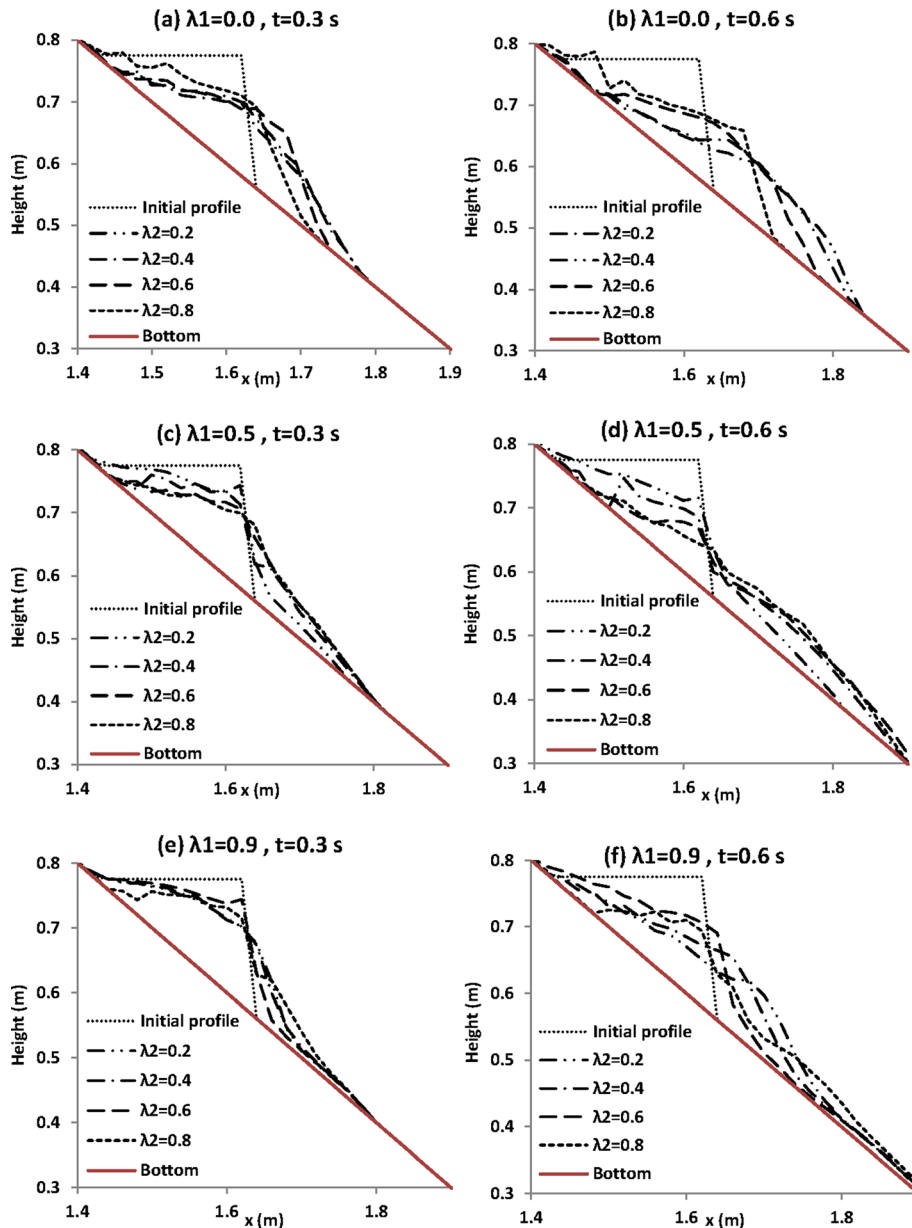 (a) λ1=0.0 , t=0.3 s
0.8
0.7
0.6
0.5
0.4
0.3
Height (m)
Initial profile
λ2=0.2
λ2=0.4
λ2=0.6
λ2=0.8
Bottom
1.4 1.5 1.6 1.7 1.8 1.9
x (m)
(b) λ1=0.0, t=0.6 s
0.8
0.7
0.6
0.5
0.4
0.3
Height (m)
Initial profile
λ2=0.2
λ2=0.4
λ2=0.6
λ2=0.8
Bottom
1.4 1.6 1.8
x (m)
(c) λ1=0.5 , t=0.3 s
0.8
0.7
0.6
0.5
0.4
0.3
Height (m)
Initial profile
λ2=0.2
λ2=0.4
λ2=0.6
λ2=0.8
Bottom
1.4 1.6 1.8
x (m)
(d) λ1=0.5 , t=0.6 s
0.8
0.7
0.6
0.5
0.4
0.3
Height (m)
Initial profile
λ2=0.2
λ2=0.4
λ2=0.6
λ2=0.8
Bottom
1.4 1.6 1.8
x (m)
(e) λ1=0.9 , t=0.3 s
0.8
0.7
0.6
0.5
0.4
0.3
Height (m)
Initial profile
λ2=0.2
λ2=0.4
λ2=0.6
λ2=0.8
Bottom
1.4 1.6 1.8
x (m)
(f) λ1=0.9 , t=0.6 s
0.8
0.7
0.6
0.5
0.4
0.3
Height (m)
Initial profile
λ2=0.2
λ2=0.4
λ2=0.6
λ2=0.8
Bottom
1.4 1.6 1.8
x (m)